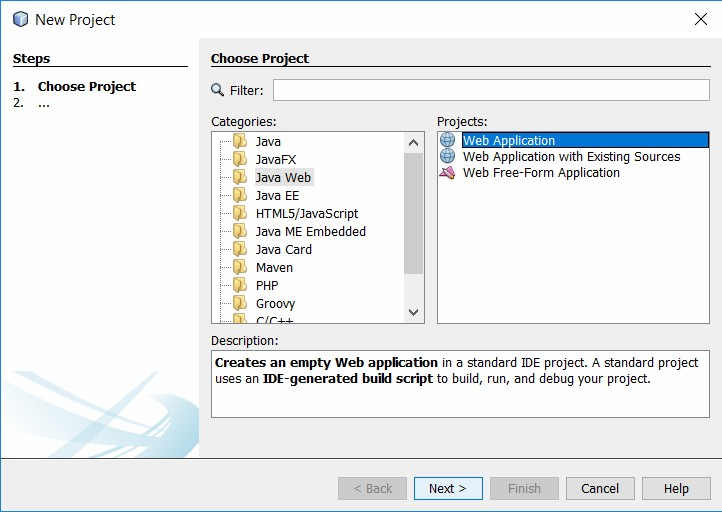 New Project
Steps
1. Choose Project
2. ...
Choose Project
Filter:
Categories:
Java
JavaFX
Java Web
Java EE
HTML5/JavaScript
Java ME Embedded
Java Card
Maven
PHP
Groovy
C/C++
Projects:
Web Application
Web Application with Existing Sources
Web Free-Form Application
Description:
Creates an empty Web application in a standard IDE project. A standard project
uses an IDE-generated build script to build, run, and debug your project.
< Back
Next >
Finish
Cancel
Help